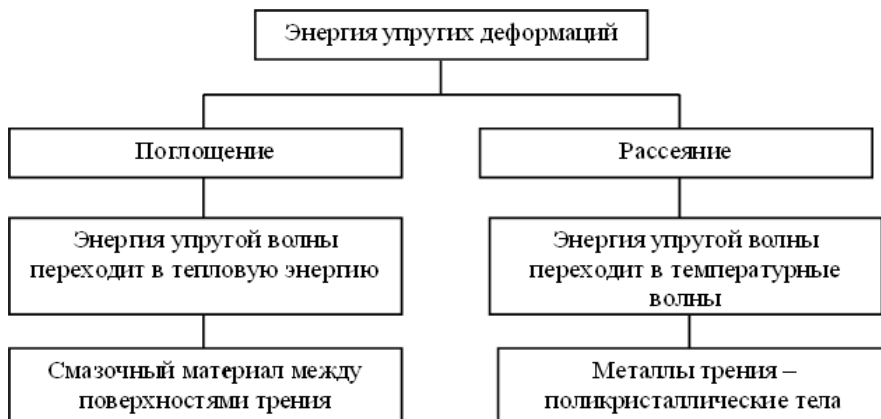 Энергия упругих деформаций
Поглощение
Рассеяние
Энергия упругой волны
переходит в тепловую энергию
Энергия упругой волны
переходит в температурные
волны
Смазочный материал между
поверхностями трения
Металлы трения –
поликристаллические тела